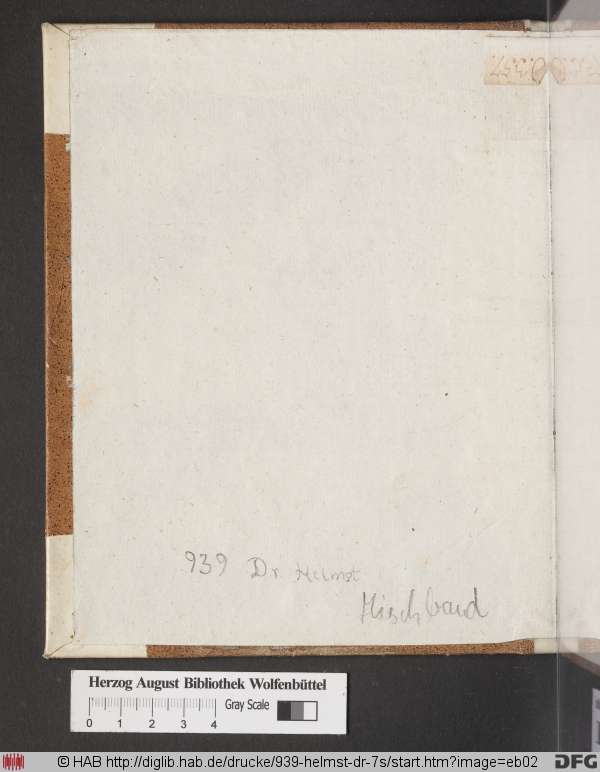 939 Dr Helmst
Mischband
Herzog August Bibliothek Wolfenbüttel
0 1 2 3 4
Gray Scale
© HAB http://diglib.hab.de/drucke/939-helmst-dr-7s/start.htm?image=eb02
DFG